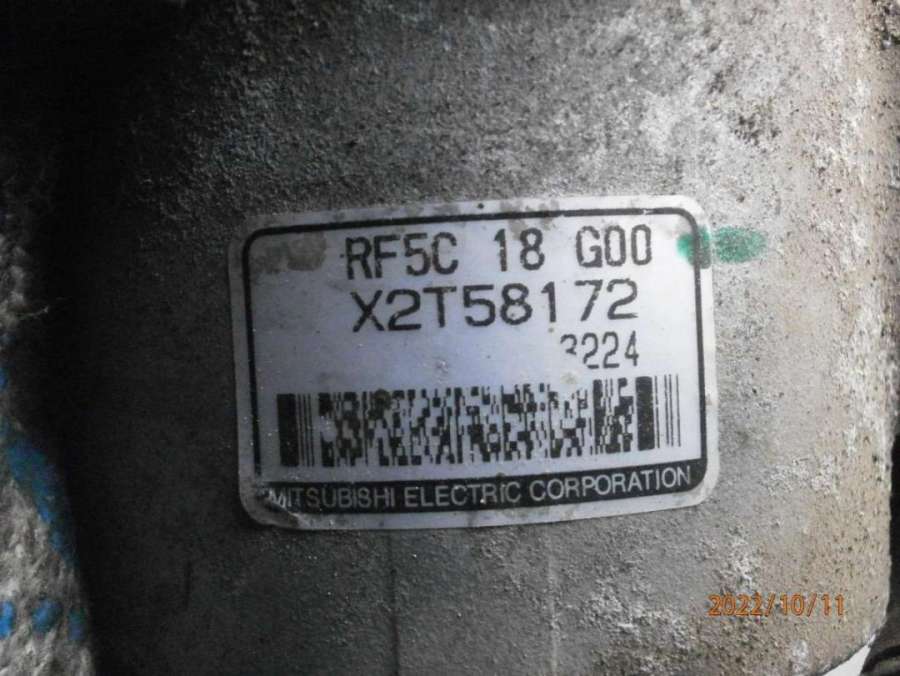 RF5C 18 G00
X2T58172
3224
MITSUBISHI ELECTRIC CORPORATION
2022/10/11